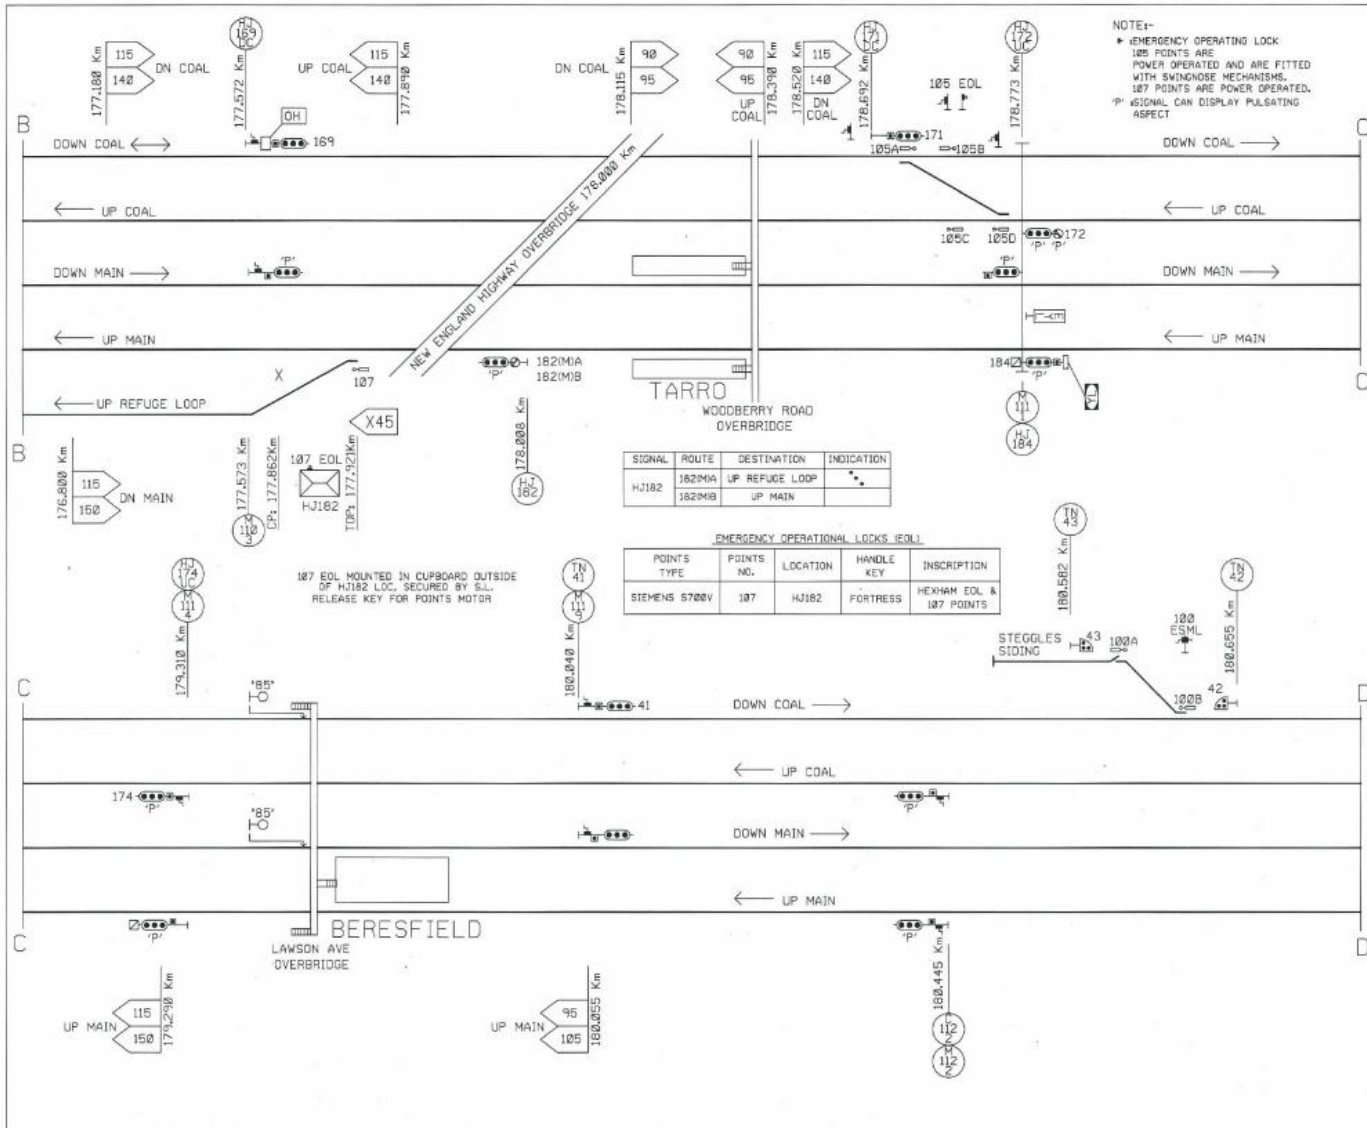 NOTE:-
* :EMERGENCY OPERATING LOCK
105 POINTS ARE
POWER OPERATED AND ARE FITTED
WITH SWINGNOSE MECHANISMS.
107 POINTS ARE POWER OPERATED.
'P' :SIGNAL CAN DISPLAY PULSATING
ASPECT
177.180 Km
115
140
DN COAL
HJ
169
DC
177.572 Km
OH
169
UP COAL
115
140
177.890 Km
DN COAL
178.115 Km
90
95
90
95
UP
COAL
178.390 Km
178.520 Km
115
140
DN
COAL
HJ
171
DC
178.692 Km
105 EOL
HJ
172
UC
178.773 Km
171
105A
105B
B
C
DOWN COAL
DOWN COAL
UP COAL
UP COAL
105C
105D
172
'P' 'P'
DOWN MAIN
'P'
'P'
DOWN MAIN
NEW ENGLAND HIGHWAY OVERBRIDGE 178.000 Km
UP MAIN
UP MAIN
X
107
'P'
182(M)A
182(M)B
184
'P'
YL
UP REFUGE LOOP
X45
TARRO
WOODBERRY ROAD
OVERBRIDGE
M
111
1
HJ
184
B
C
176.800 Km
115
150
DN MAIN
177.573 Km
M
110
3
CP: 177.862Km
107 EOL
HJ182
TOP: 177.921Km
178.008 Km
HJ
182
SIGNAL ROUTE DESTINATION INDICATION
HJ182 182(M)A UP REFUGE LOOP
182(M)B UP MAIN
EMERGENCY OPERATIONAL LOCKS (EOL)
POINTS TYPE POINTS NO. LOCATION HANDLE KEY INSCRIPTION
SIEMENS S700V 107 HJ182 FORTRESS HEXHAM EOL &
107 POINTS
107 EOL MOUNTED IN CUPBOARD OUTSIDE
OF HJ182 LOC, SECURED BY S.L.
RELEASE KEY FOR POINTS MOTOR
HJ
174
UC
M
111
4
179.310 Km
TN
41
M
111
9
180.040 Km
TN
43
180.582 Km
TN
42
180.655 Km
STEGGLES
SIDING
43
100A
100
ESML
100B
42
C
D
"85"
41
DOWN COAL
UP COAL
174
'P'
'P'
"85"
DOWN MAIN
UP MAIN
'P'
BERESFIELD
'P'
C
D
LAWSON AVE
OVERBRIDGE
UP MAIN
115
150
179.290 Km
UP MAIN
95
105
180.055 Km
180.445 Km
112
2
M
112
2